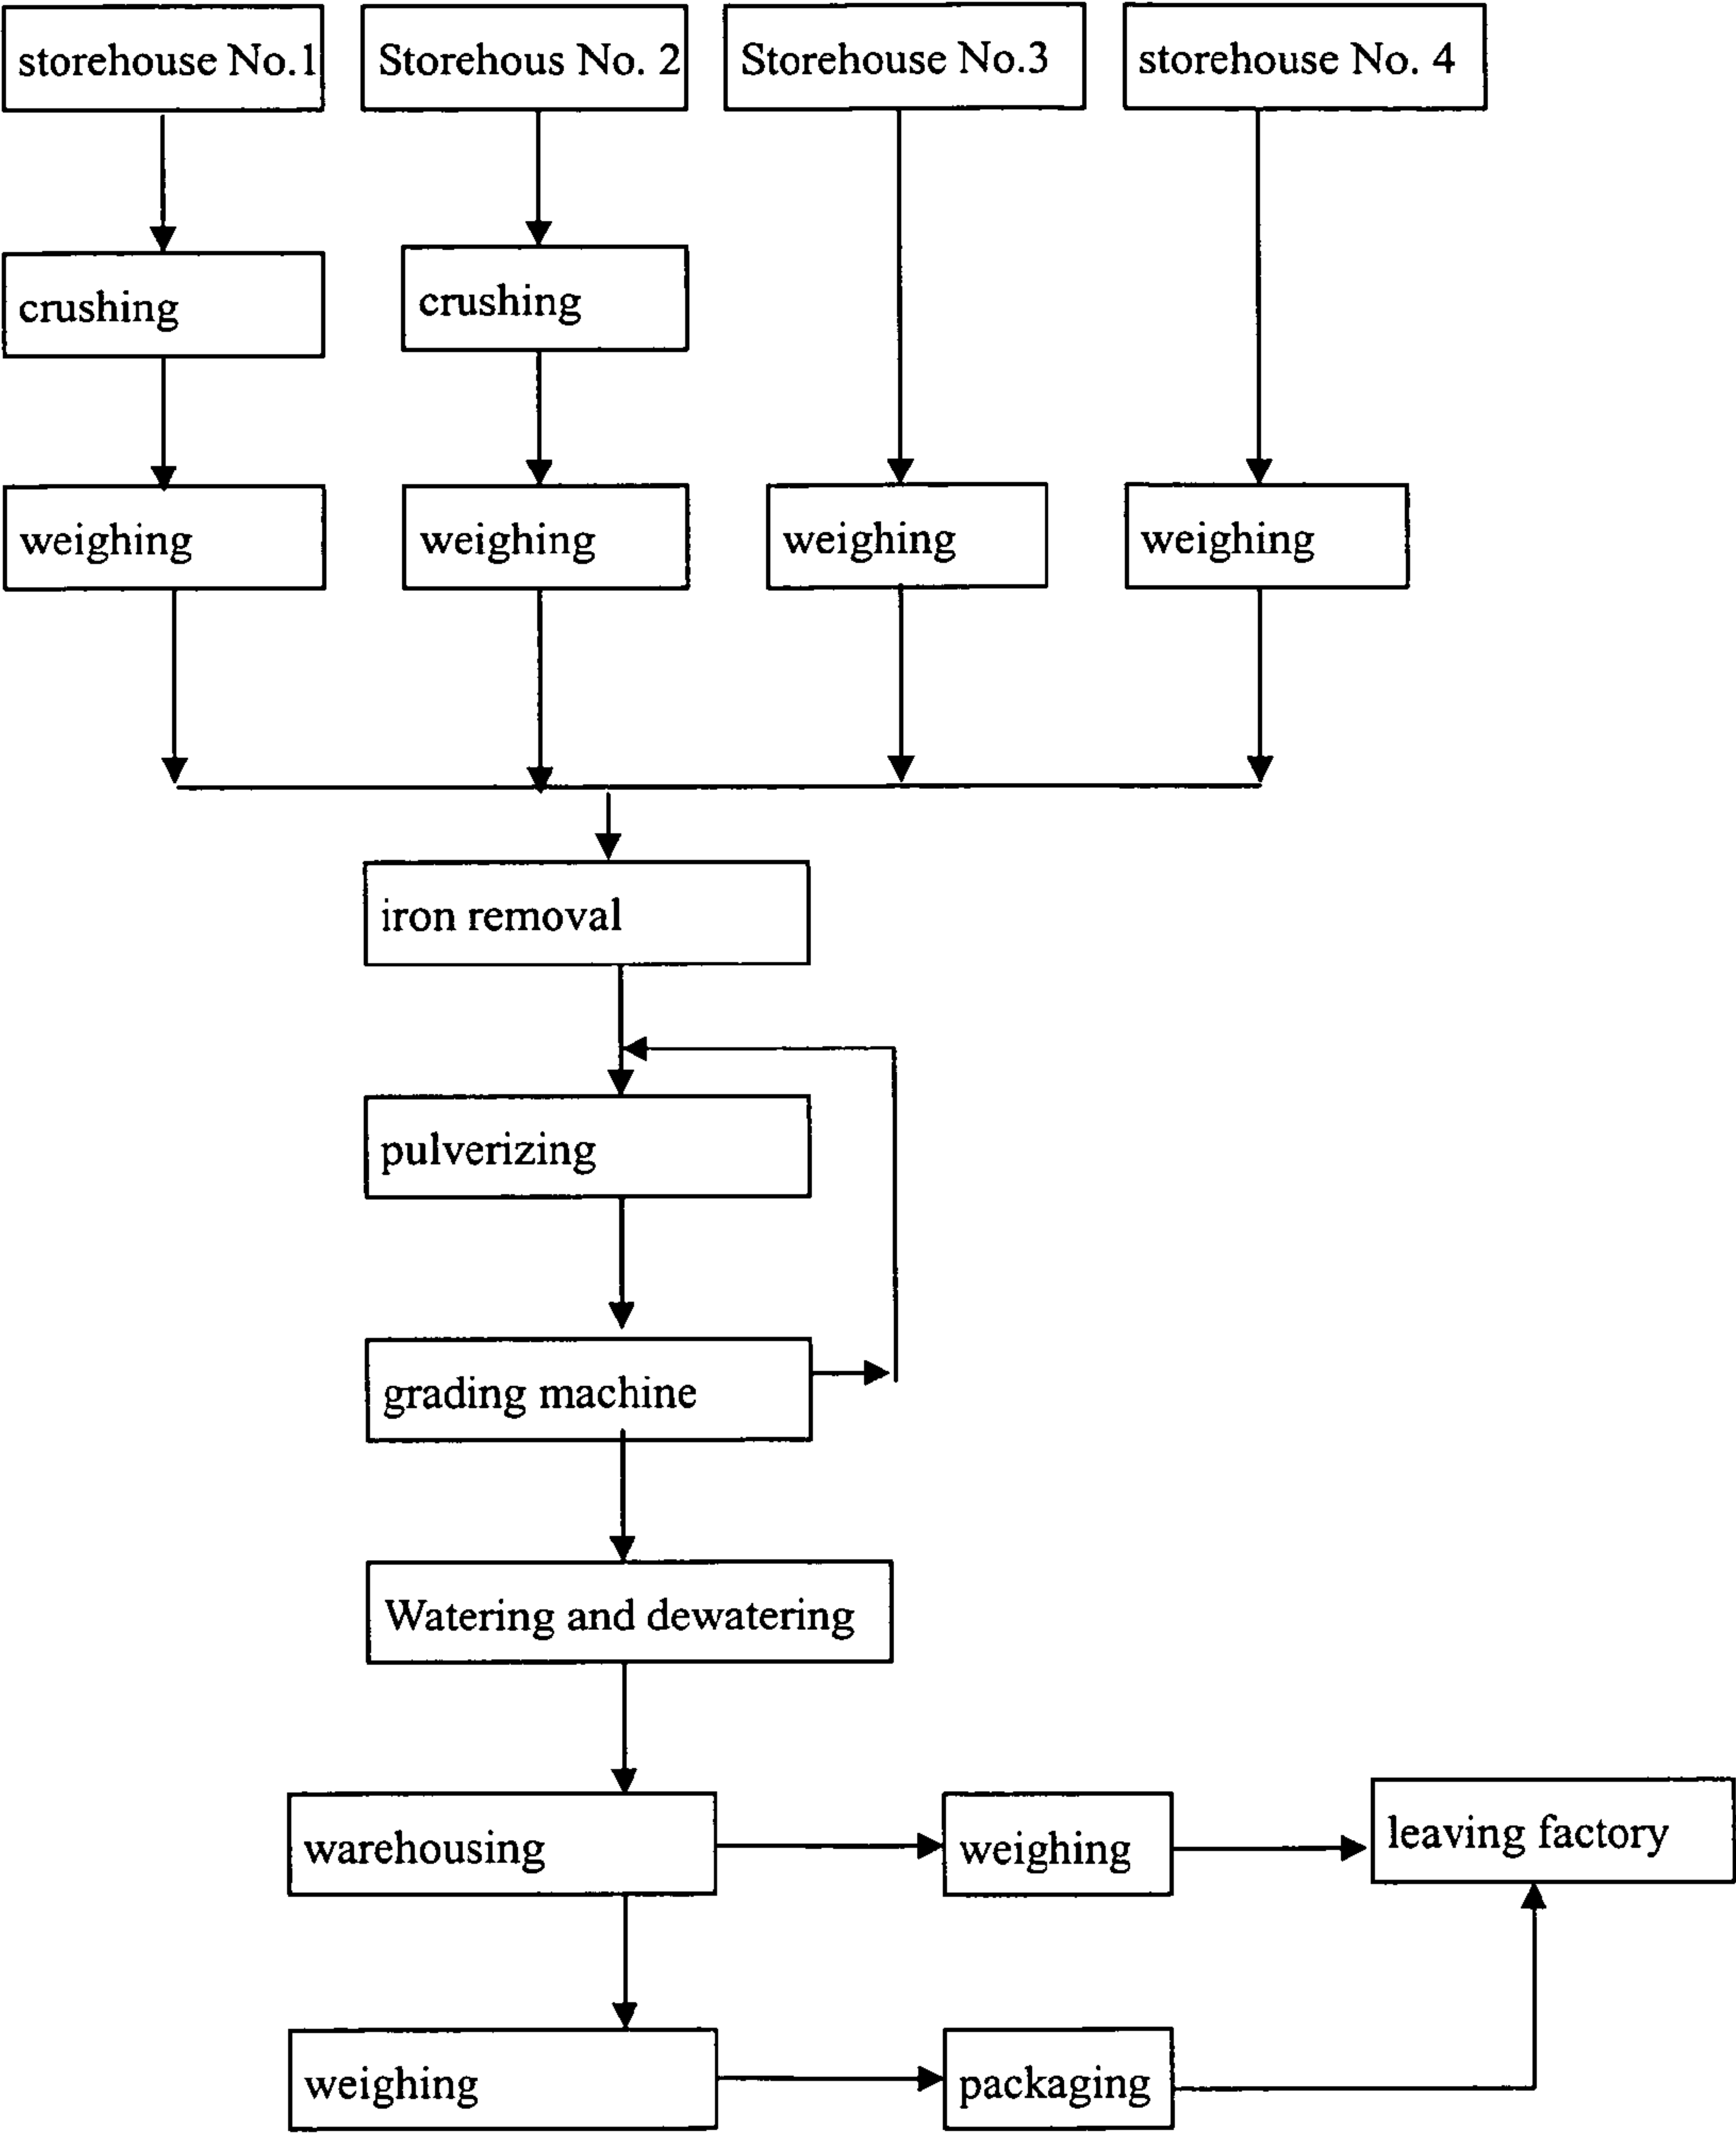 storehouse No.1
Storehous No. 2
Storehouse No.3
storehouse No. 4
crushing
crushing
weighing
weighing
weighing
weighing
iron removal
pulverizing
grading machine
Watering and dewatering
warehousing
weighing
leaving factory
weighing
packaging